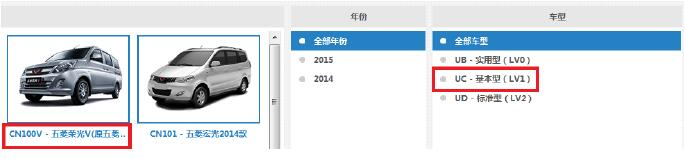 年份
车型
全部年份
2015
2014
全部车型
UB - 实用型（LV0）
UC - 基本型（LV1）
UD - 标准型（LV2）
CN100V - 五菱荣光V(原五菱..
CN101 - 五菱宏光2014款